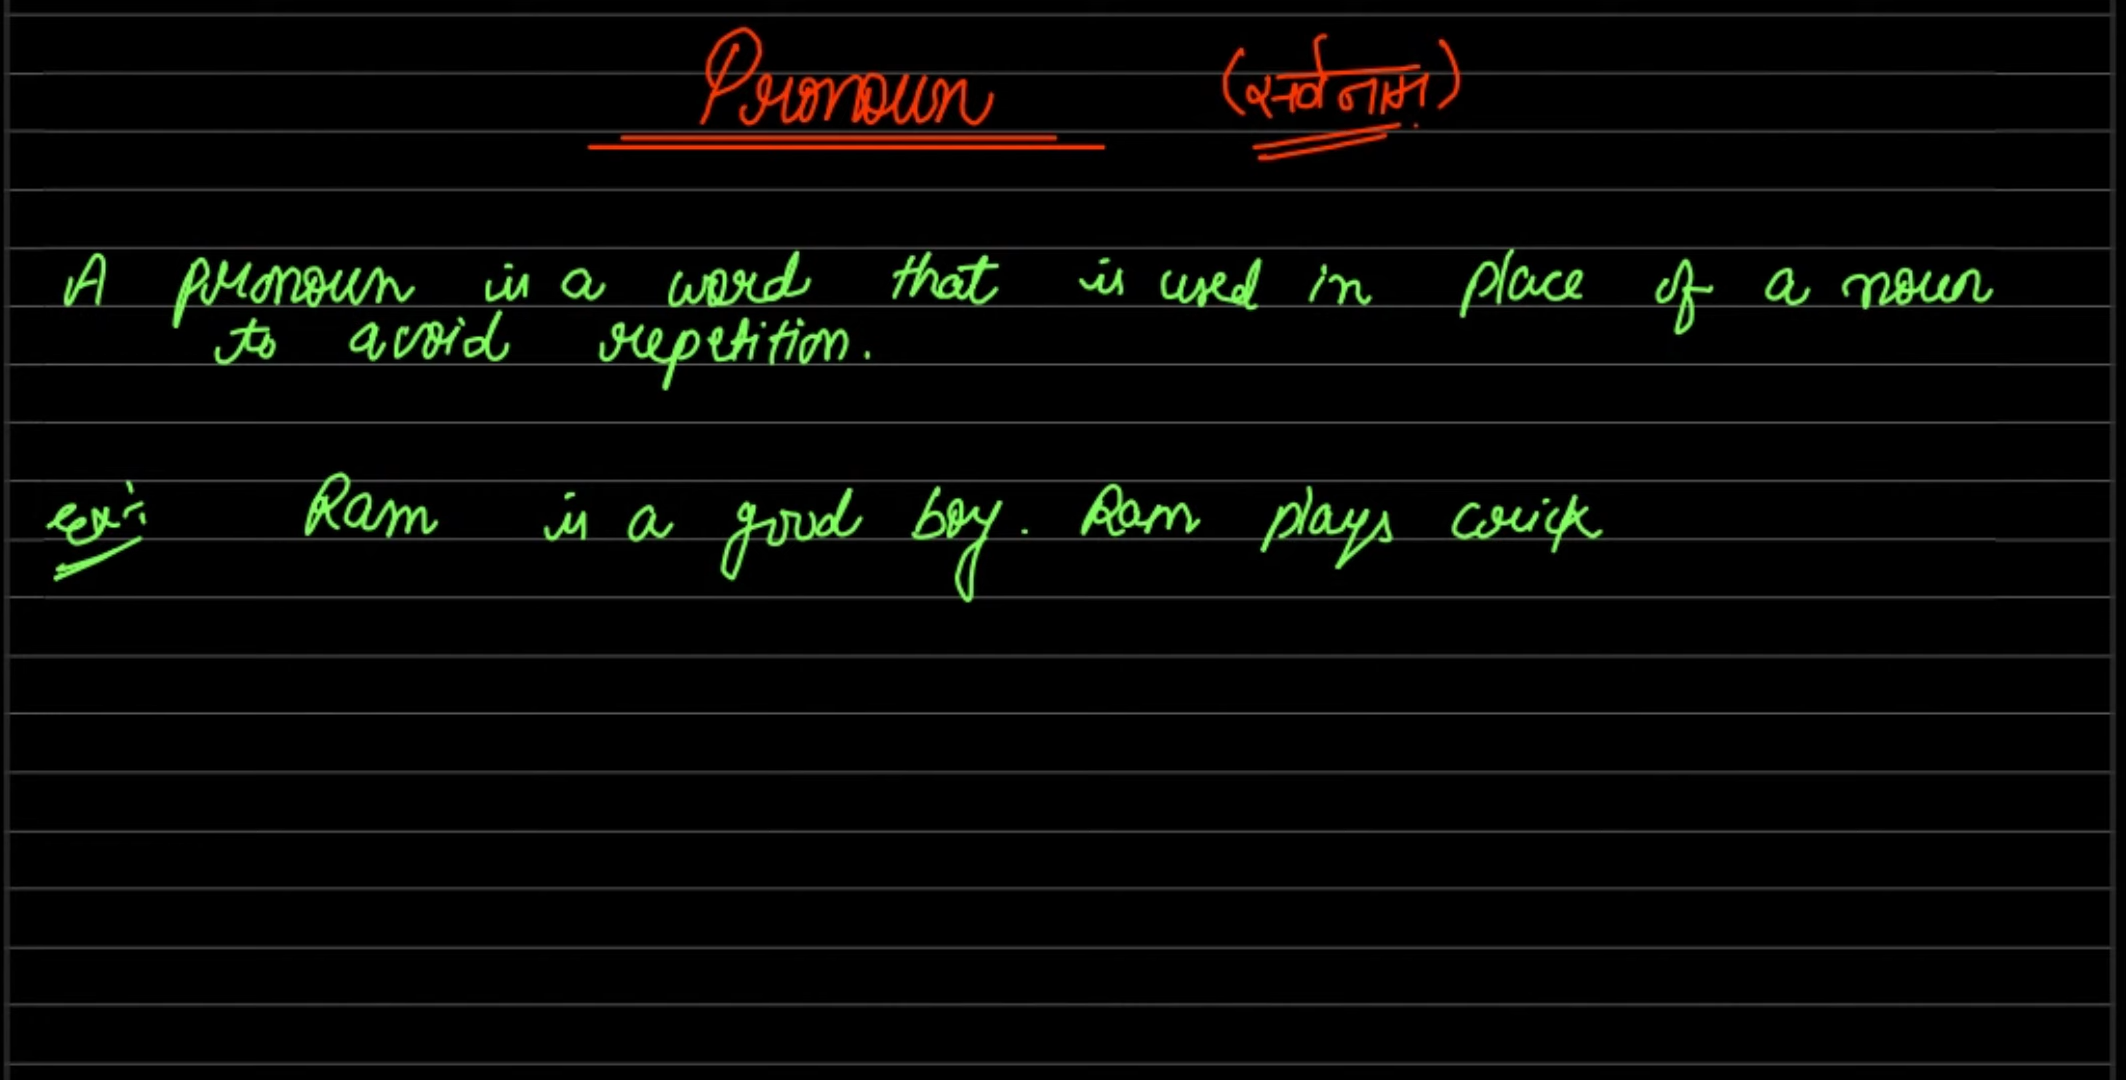 Pronoun (सर्वनाम)
A pronoun is a word that is used in place of a noun
to avoid repetition.
ex:- Ram is a good boy. Ram plays